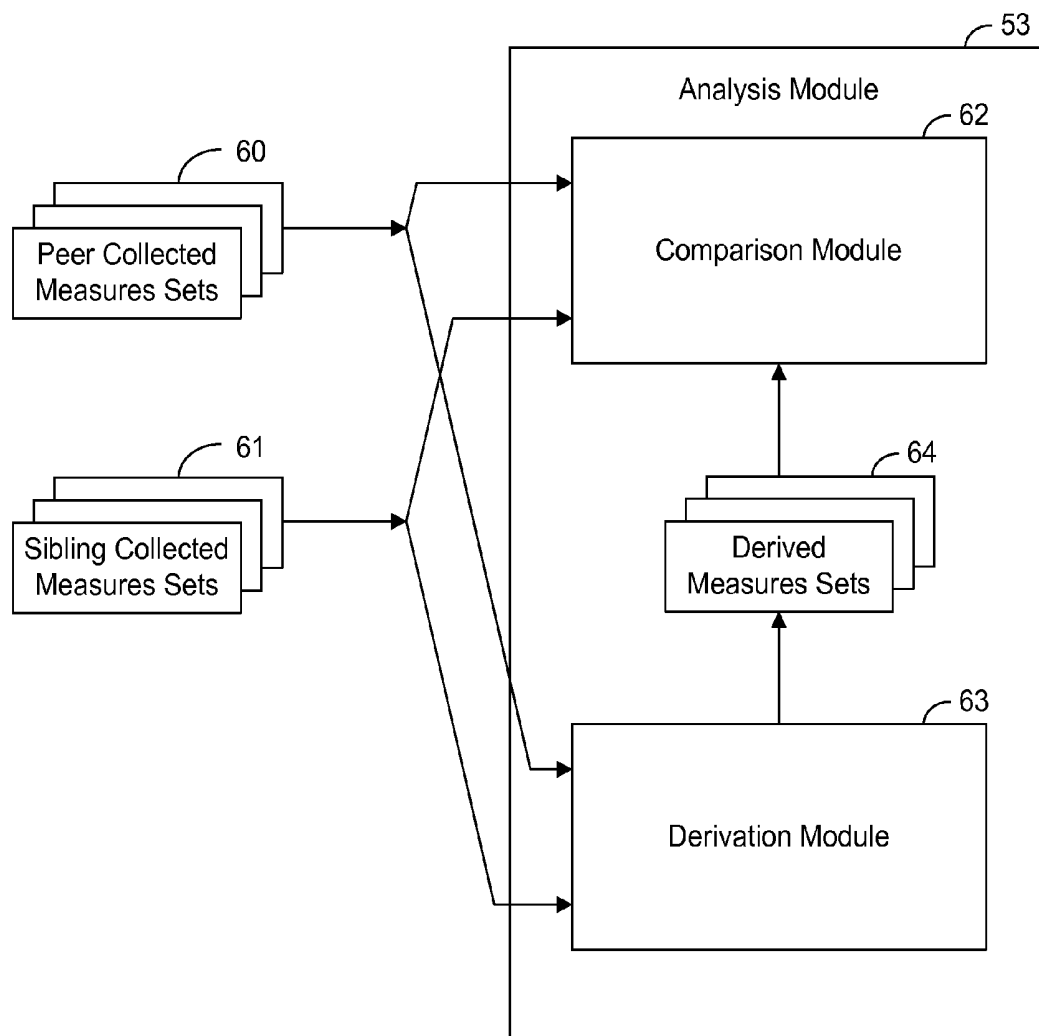 53
Analysis Module
62
60
Peer Collected
Measures Sets
Comparison Module
61
Sibling Collected
Measures Sets
64
Derived
Measures Sets
63
Derivation Module